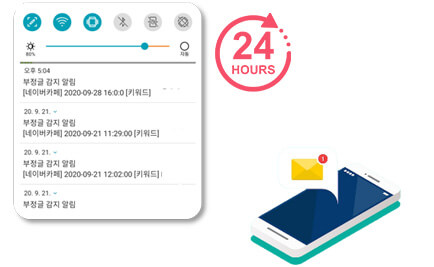 80%
자동
오후 5:04
부정글 감지 알림
[네이버카페] 2020-09-28 16:0:0 [키워드]
20. 9. 21.
부정글 감지 알림
[네이버카페] 2020-09-21 11:29:00 [키워드]
20. 9. 21.
부정글 감지 알림
[네이버카페] 2020-09-21 12:02:00 [키워드]
20. 9. 21.
부정글 감지 알림
24
HOURS
1